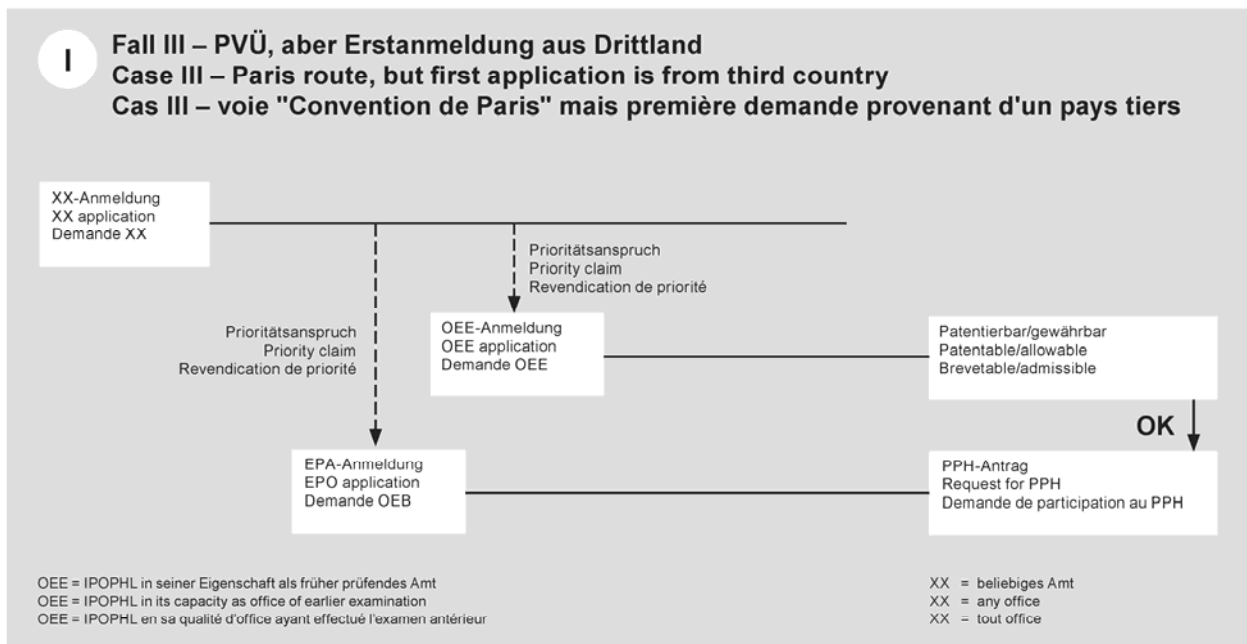 I
Fall III – PVÜ, aber Erstanmeldung aus Drittland
Case III – Paris route, but first application is from third country
Cas III – voie "Convention de Paris" mais première demande provenant d'un pays tiers
XX-Anmeldung
XX application
Demande XX
Prioritätsanspruch
Priority claim
Revendication de priorité
Prioritätsanspruch
Priority claim
Revendication de priorité
OEE-Anmeldung
OEE application
Demande OEE
Patentierbar/gewährbar
Patentable/allowable
Brevetable/admissible
OK
EPA-Anmeldung
EPO application
Demande OEB
PPH-Antrag
Request for PPH
Demande de participation au PPH
OEE = IPOPHL in seiner Eigenschaft als früher prüfendes Amt
OEE = IPOPHL in its capacity as office of earlier examination
OEE = IPOPHL en sa qualité d'office ayant effectué l'examen antérieur
XX = beliebiges Amt
XX = any office
XX = tout office